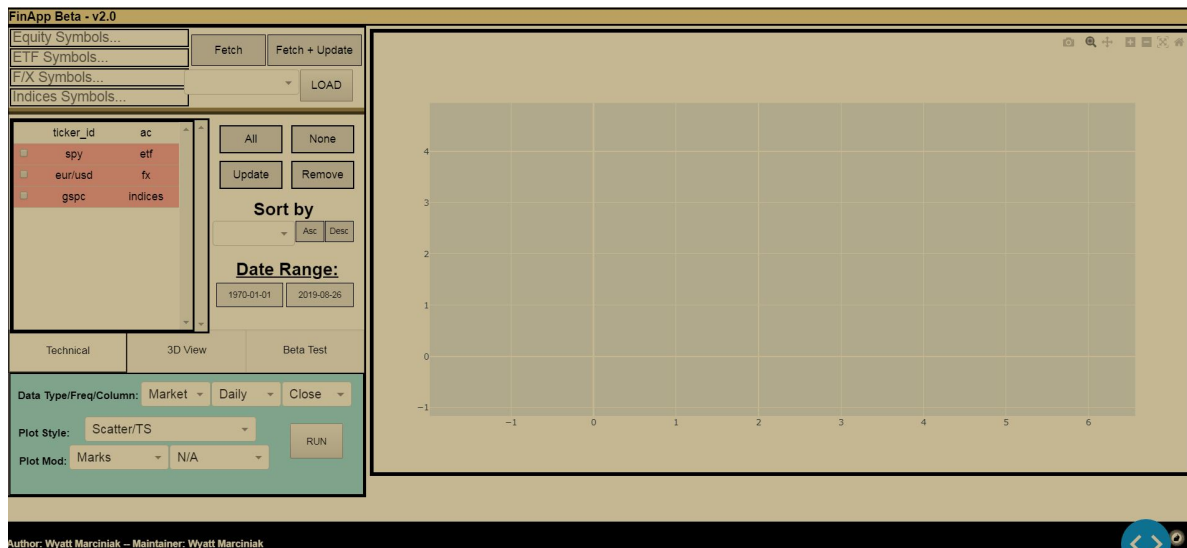 FinApp Beta - v2.0
Equity Symbols...
ETF Symbols...
F/X Symbols...
Indices Symbols...
Fetch
Fetch + Update
LOAD
ticker_id ac
spy etf
eur/usd fx
gspc indices
All
None
Update
Remove
Sort by
Asc
Desc
Date Range:
1970-01-01
2019-08-26
Technical
3D View
Beta Test
Data Type/Freq/Column: Market Daily Close
Plot Style: Scatter/TS
RUN
Plot Mod: Marks N/A
4
3
2
1
0
−1
−1 0 1 2 3 4 5 6
Author: Wyatt Marciniak -- Maintainer: Wyatt Marciniak